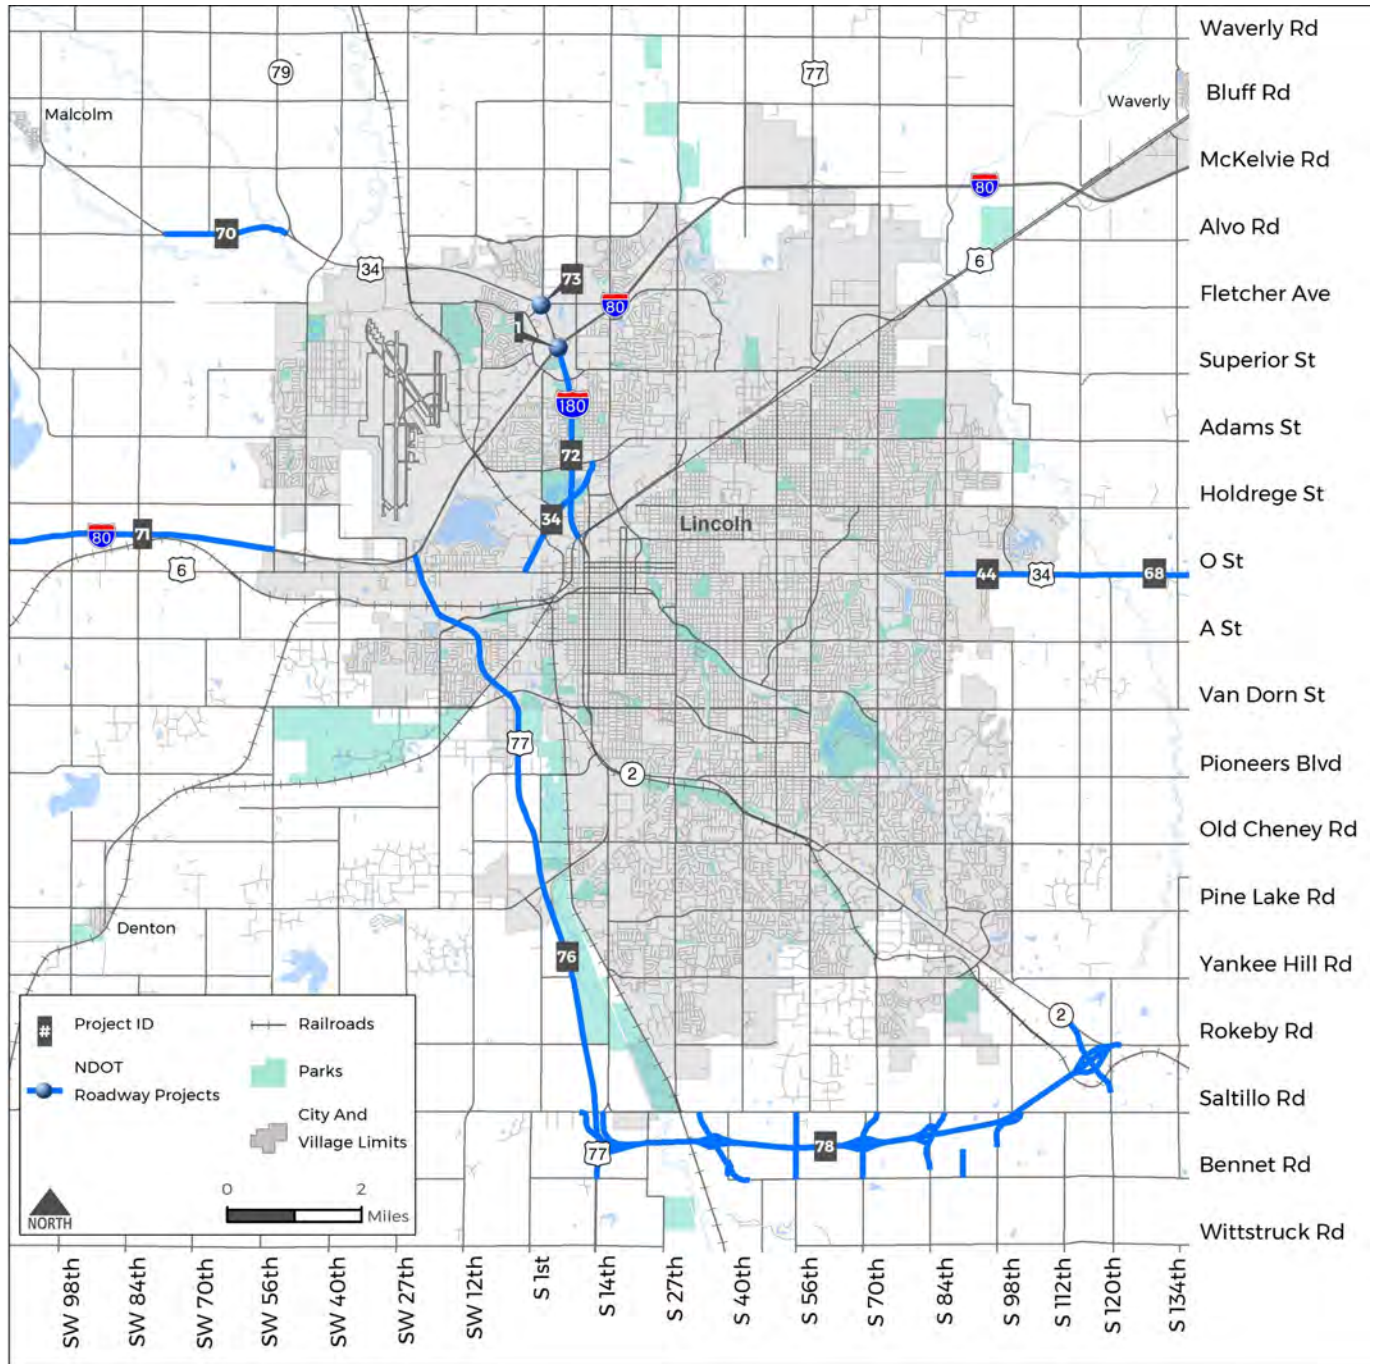 Waverly Rd
79
77
Bluff Rd
Malcolm
Waverly
McKelvie Rd
80
Alvo Rd
70
6
34
73
Fletcher Ave
80
1
Superior St
180
Adams St
72
Holdrege St
34
Lincoln
80
71
O St
6
44
34
68
A St
Van Dorn St
77
Pioneers Blvd
2
Old Cheney Rd
Pine Lake Rd
Denton
76
Yankee Hill Rd
2
Rokeby Rd
# Project ID
Railroads
NDOT
Roadway Projects
Parks
City And
Village Limits
Saltillo Rd
77
78
Bennet Rd
0 2
Miles
NORTH
Wittstruck Rd
SW 98th
SW 84th
SW 70th
SW 56th
SW 40th
SW 27th
SW 12th
S 1st
S 14th
S 27th
S 40th
S 56th
S 70th
S 84th
S 98th
S 112th
S 120th
S 134th